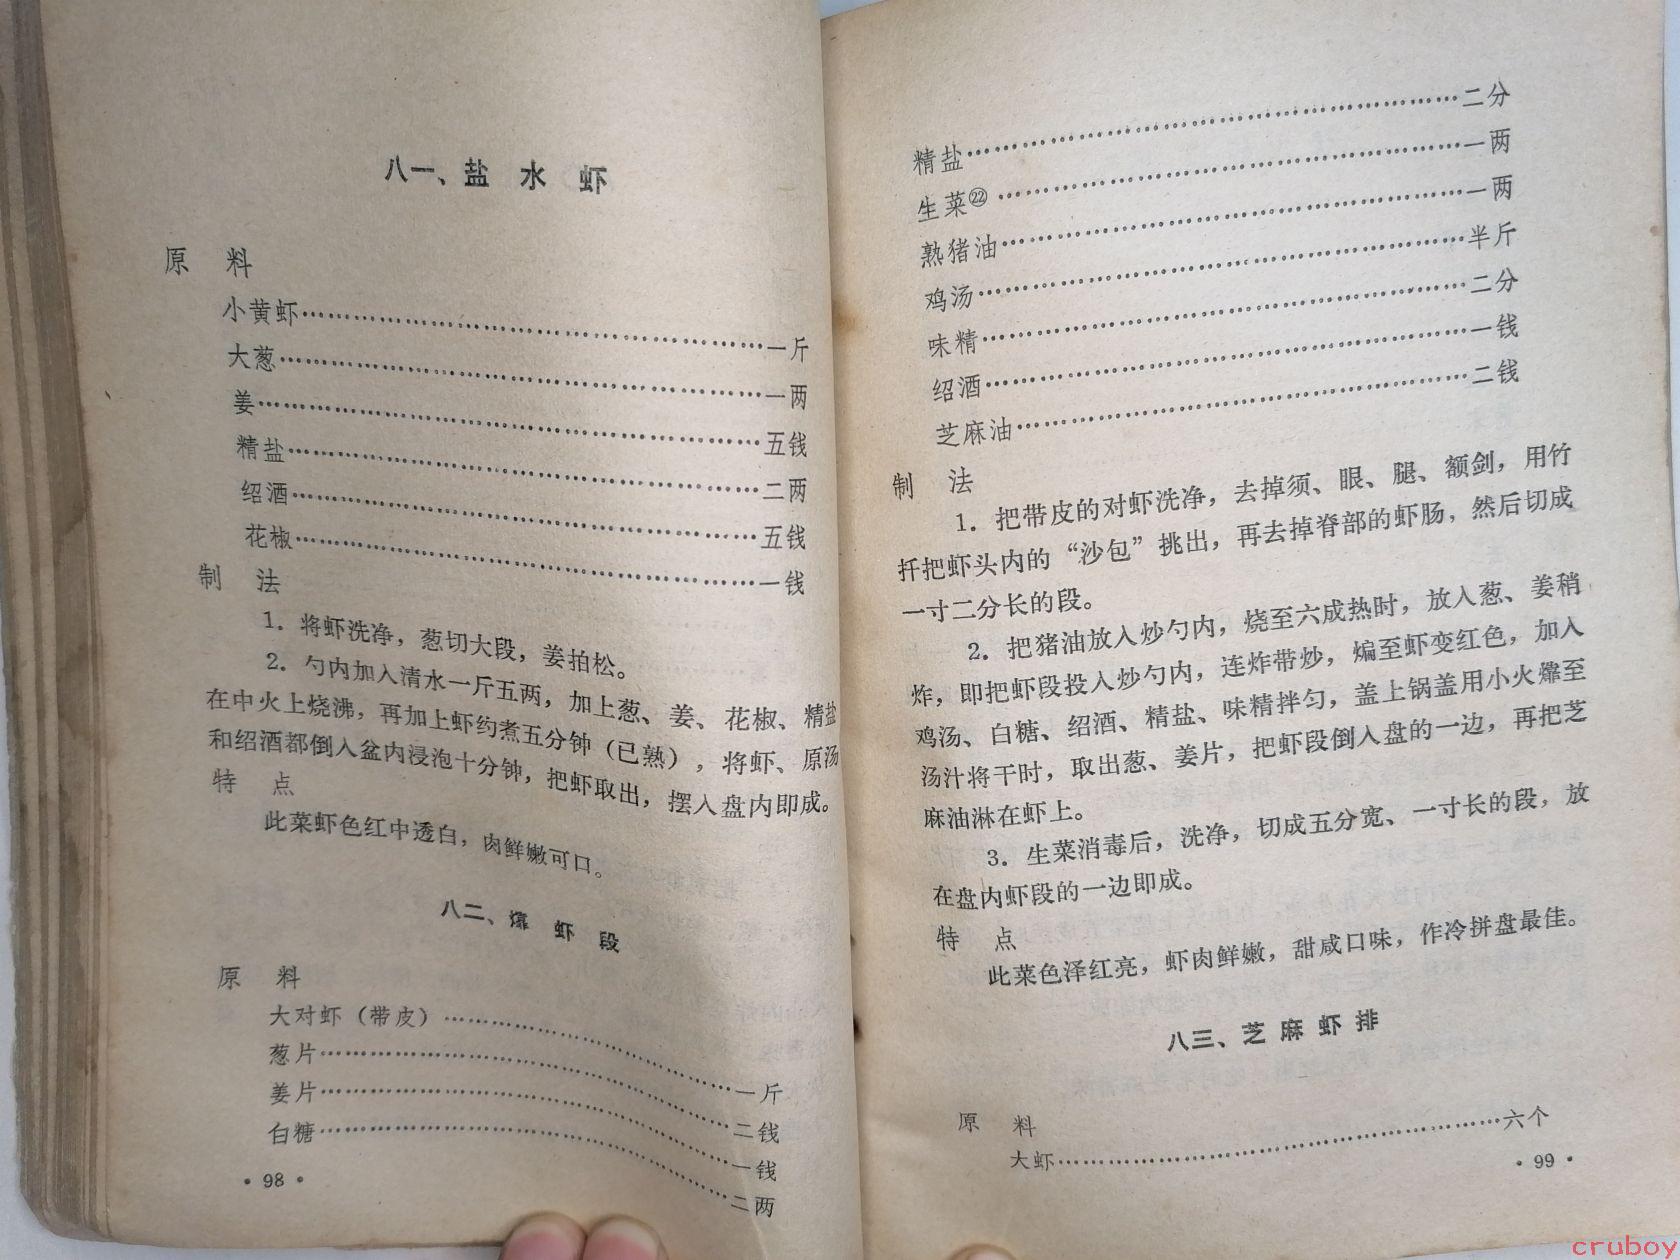 八一、盐水虾
原料
小黄虾……一斤
大葱……一两
姜……五钱
精盐……二两
绍酒……五钱
花椒……一钱
制法
1. 将虾洗净，葱切大段，姜拍松。
2. 勺内加入清水一斤五两，加上葱、姜、花椒、精盐
在中火上烧沸，再加上虾约煮五分钟（已熟），将虾、原汤
和绍酒都倒入盆内浸泡十分钟，把虾取出，摆入盘内即成。
特点
此菜虾色红中透白，肉鲜嫩可口。
八二、㸆虾段
原料
大对虾（带皮）……一斤
葱片……二钱
姜片……一钱
白糖……二两
·98·
精盐……二分
生菜㉒……一两
熟猪油……一两
鸡汤……半斤
味精……二分
绍酒……一钱
芝麻油……二钱
制法
1. 把带皮的对虾洗净，去掉须、眼、腿、额剑，用竹
扦把虾头内的“沙包”挑出，再去掉脊部的虾肠，然后切成
一寸二分长的段。
2. 把猪油放入炒勺内，烧至六成热时，放入葱、姜稍
炸，即把虾段投入炒勺内，连炸带炒，煸至虾变红色，加入
鸡汤、白糖、绍酒、精盐、味精拌匀，盖上锅盖用小火㸆至
汤汁将干时，取出葱、姜片，把虾段倒入盘的一边，再把芝
麻油淋在虾上。
3. 生菜消毒后，洗净，切成五分宽、一寸长的段，放
在盘内虾段的一边即成。
特点
此菜色泽红亮，虾肉鲜嫩，甜咸口味，作冷拼盘最佳。
八三、芝麻虾排
原料
大虾……六个
·99·
cruboy